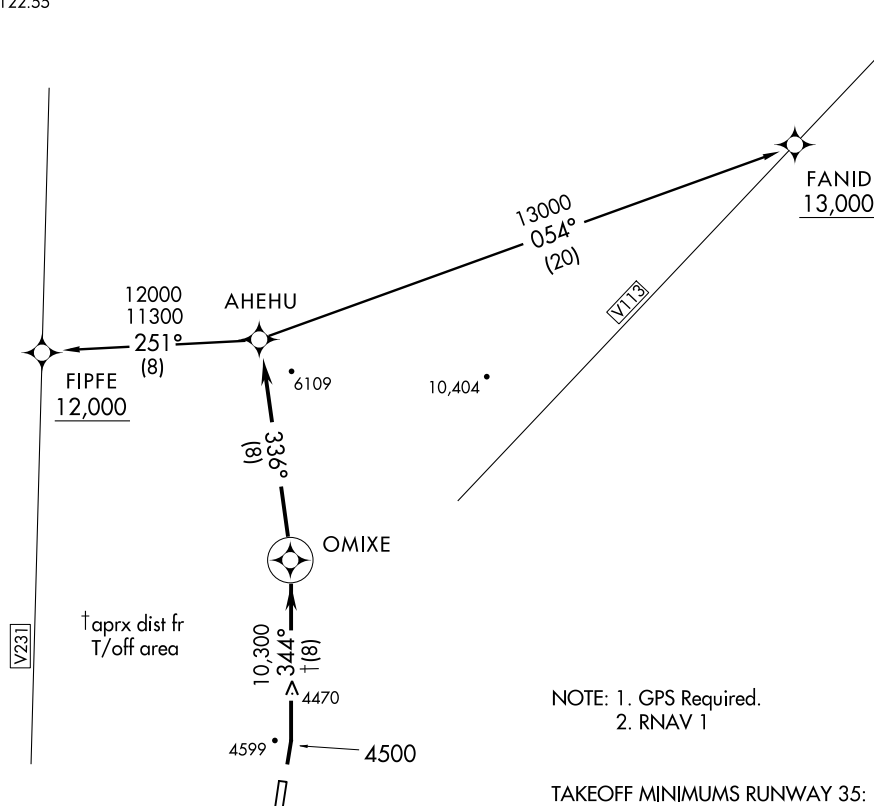 122.55
FANID
13,000
13000
054°
(20)
V113
12000
11300
251°
(8)
AHEHU
FIPFE
12,000
6109
10,404
336°
(8)
OMIXE
†aprx dist fr
T/off area
V231
10,300
344°
†(8)
4470
4599
4500
NOTE: 1. GPS Required.
2. RNAV 1
TAKEOFF MINIMUMS RUNWAY 35: